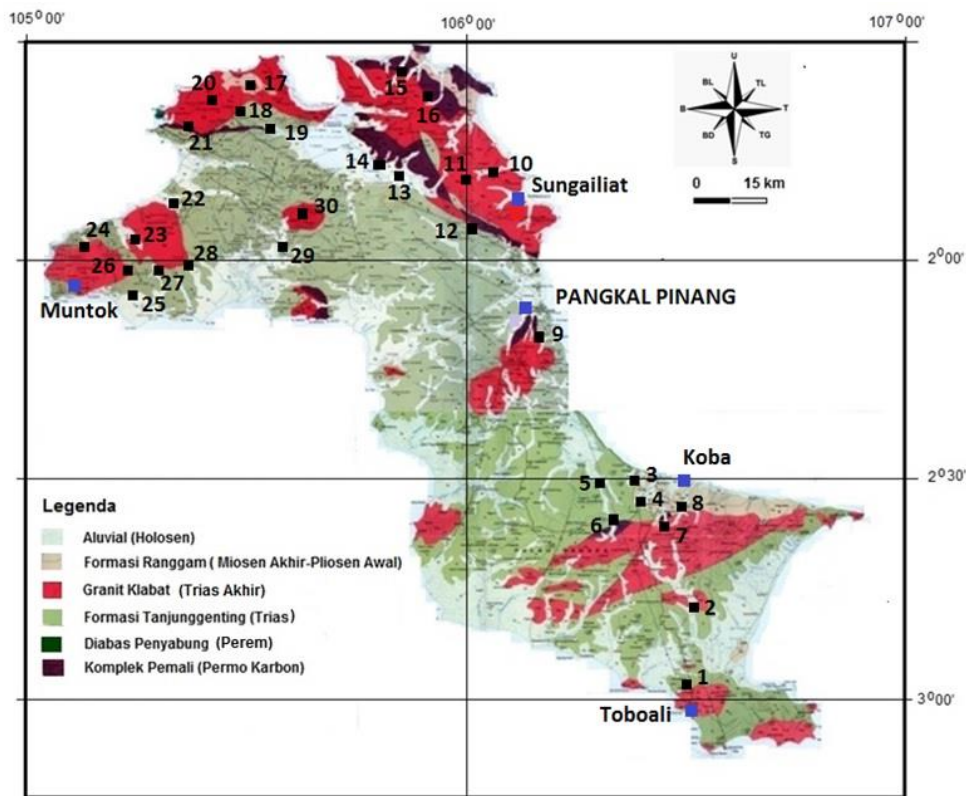 105°00'
106°00'
107°00'
U
BL
TL
B
T
BD
TG
S
0 15 km
20
17
15
18
16
21
19
14
11
10
13
Sungailiat
22
30
12
24
23
26
27
28
29
2°00'
25
Muntok
PANGKAL PINANG
9
Koba
5
3
2°30'
4
8
6
7
2
1
3°00'
Toboali
Legenda
Aluvial (Holosen)
Formasi Ranggam ( Miosen Akhir-Pliosen Awal)
Granit Klabat (Trias Akhir)
Formasi Tanjunggenting (Trias)
Diabas Penyabung (Perem)
Komplek Pemali (Permo Karbon)